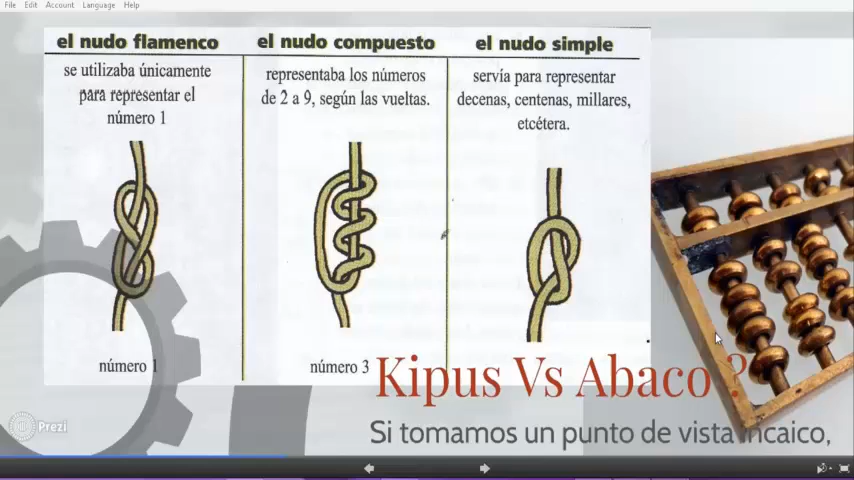 File Edit Account Language Help
el nudo flamenco
se utilizaba únicamente
para representar el
número 1
número 1
el nudo compuesto
representaba los números
de 2 a 9, según las vueltas.
número 3
el nudo simple
servía para representar
decenas, centenas, millares,
etcétera.
Kipus Vs Abaco ?
Si tomamos un punto de vista incaico,
Prezi